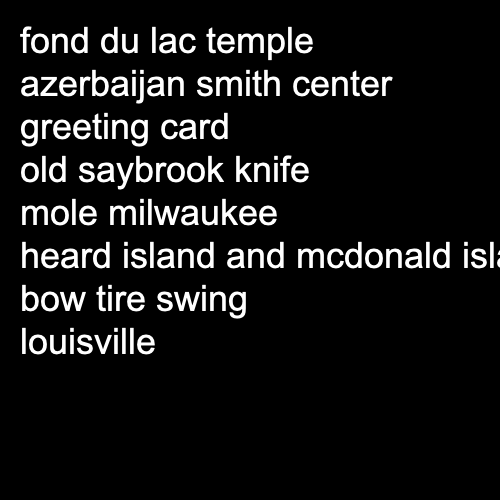 fond du lac temple
azerbaijan smith center
greeting card
old saybrook knife
mole milwaukee
heard island and mcdonald
bow tire swing
louisville